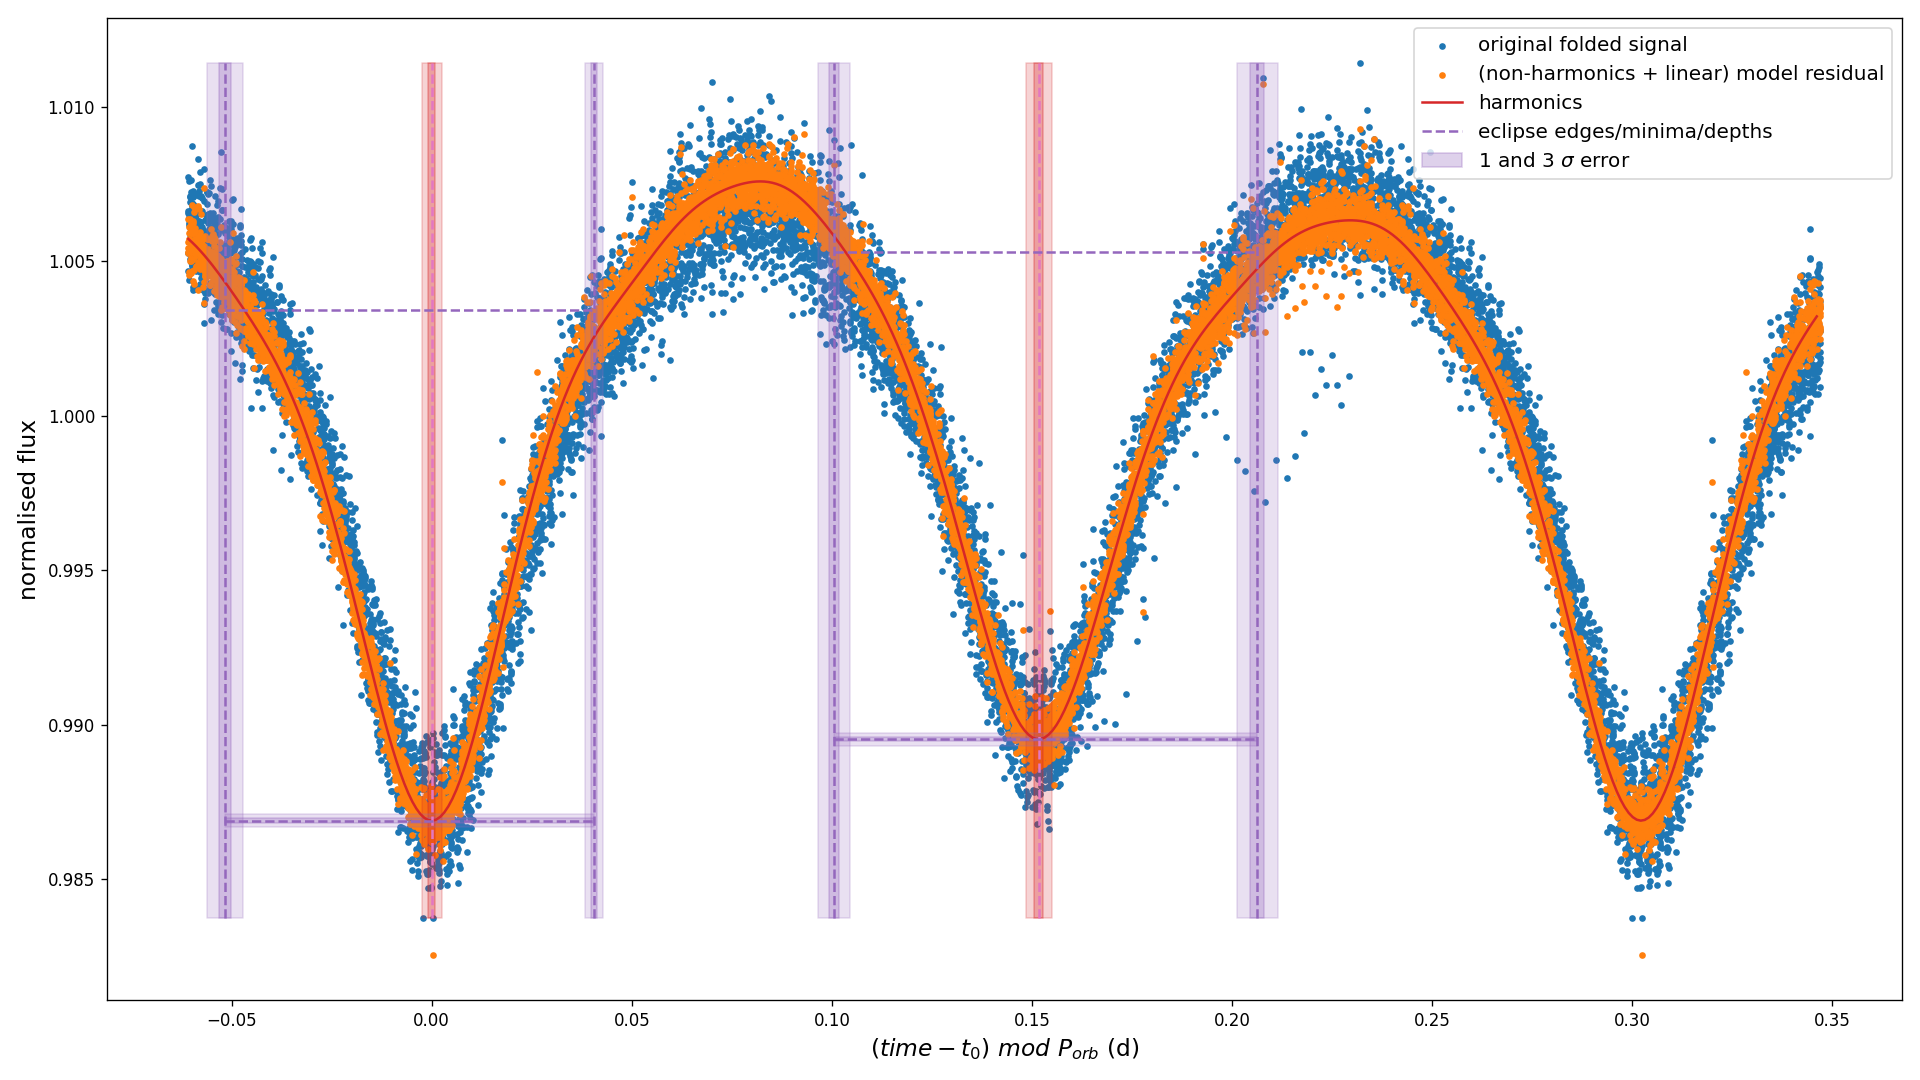 original folded signal
(non-harmonics + linear) model residual
harmonics
eclipse edges/minima/depths
1 and 3 σ error
normalised flux
1.010
1.005
1.000
0.995
0.990
0.985
−0.05 0.00 0.05 0.10 0.15 0.20 0.25 0.30 0.35
(time − t₀) mod Pₒᵣb (d)